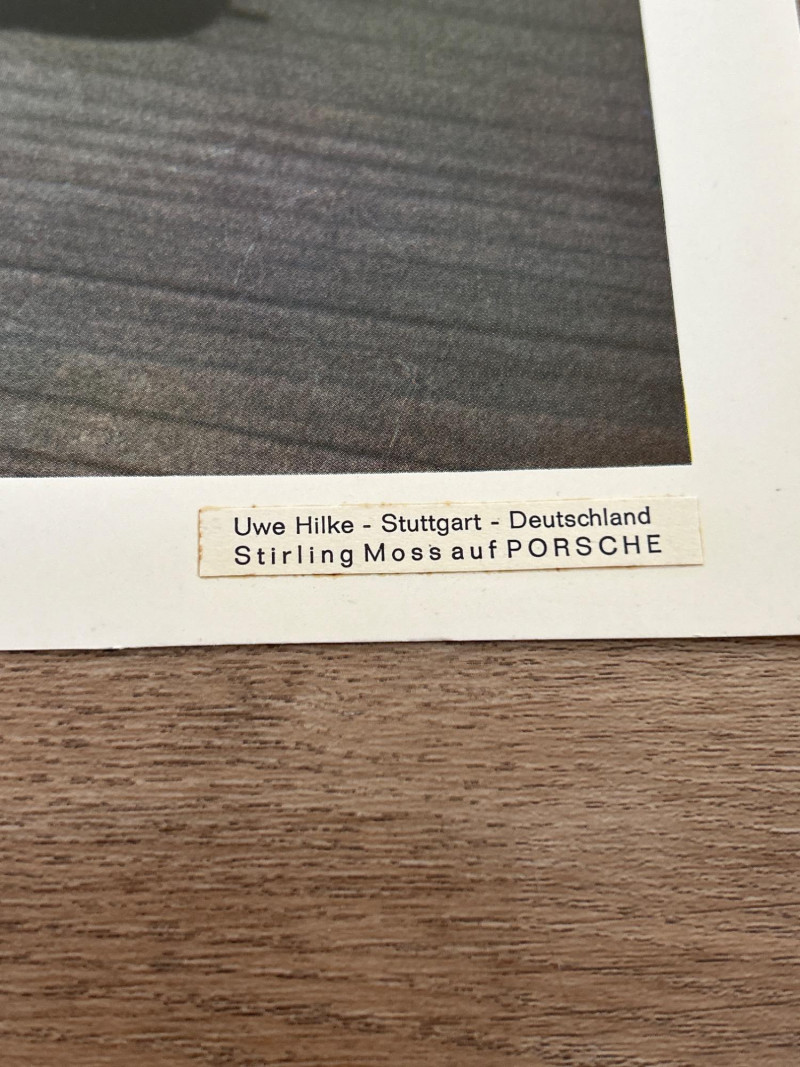 Uwe Hilke - Stuttgart - Deutschland
Stirling Moss auf PORSCHE